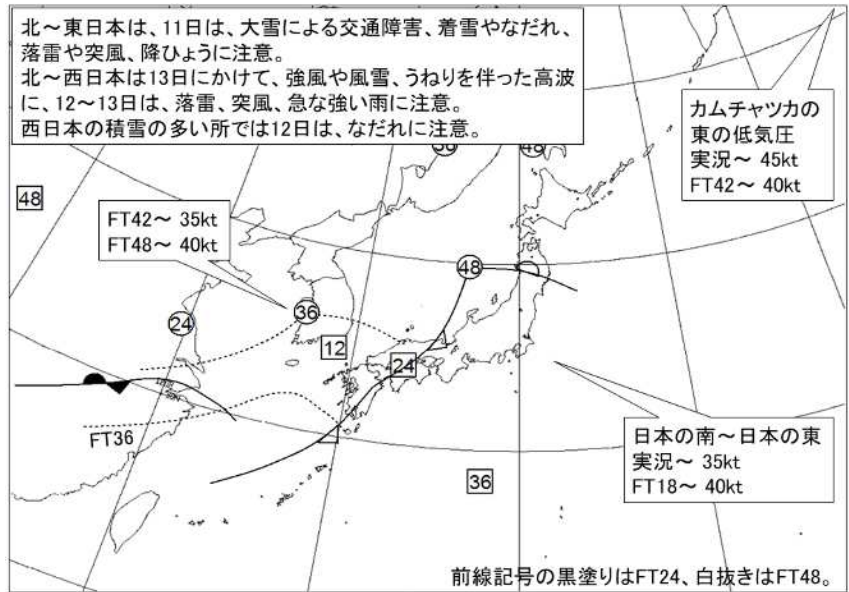 北～東日本は、11日は、大雪による交通障害、着雪やなだれ、
落雷や突風、降ひょうに注意。
北～西日本は13日にかけて、強風や風雪、うねりを伴った高波
に、12～13日は、落雷、突風、急な強い雨に注意。
西日本の積雪の多い所では12日は、なだれに注意。
カムチャツカの
東の低気圧
実況～ 45kt
FT42～ 40kt
48
FT42～ 35kt
FT48～ 40kt
48
36
24
12
24
FT36
日本の南～日本の東
実況～ 35kt
FT18～ 40kt
36
前線記号の黒塗りはFT24、白抜きはFT48。